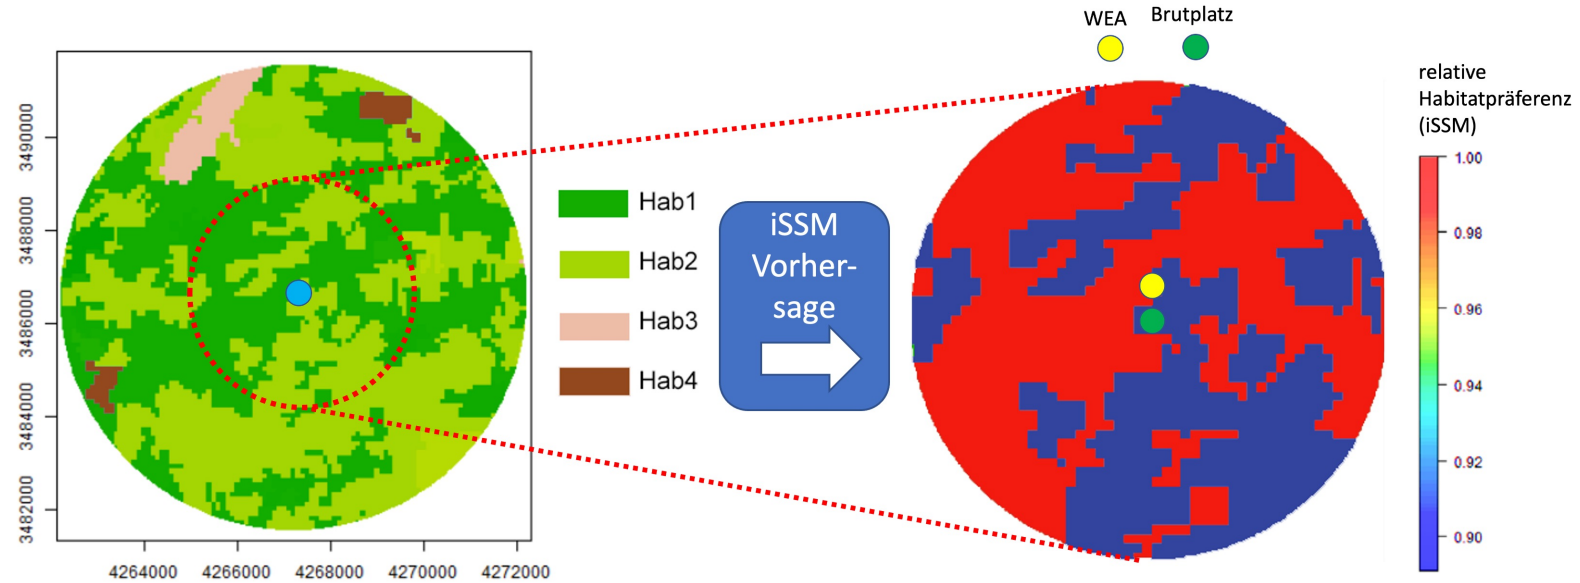 WEA
Brutplatz
3490000
3488000
3486000
3484000
3482000
4264000
4266000
4268000
4270000
4272000
Hab1
Hab2
Hab3
Hab4
iSSM
Vorher-
sage
relative
Habitatpräferenz
(iSSM)
1.00
0.98
0.96
0.94
0.92
0.90